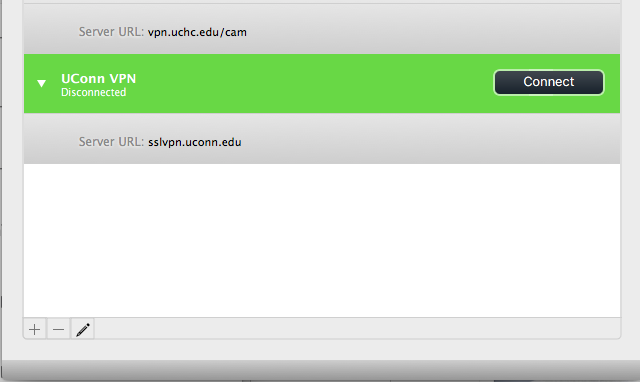 Server URL: vpn.uchc.edu/cam
UConn VPN
Disconnected
Connect
Server URL: sslvpn.uconn.edu